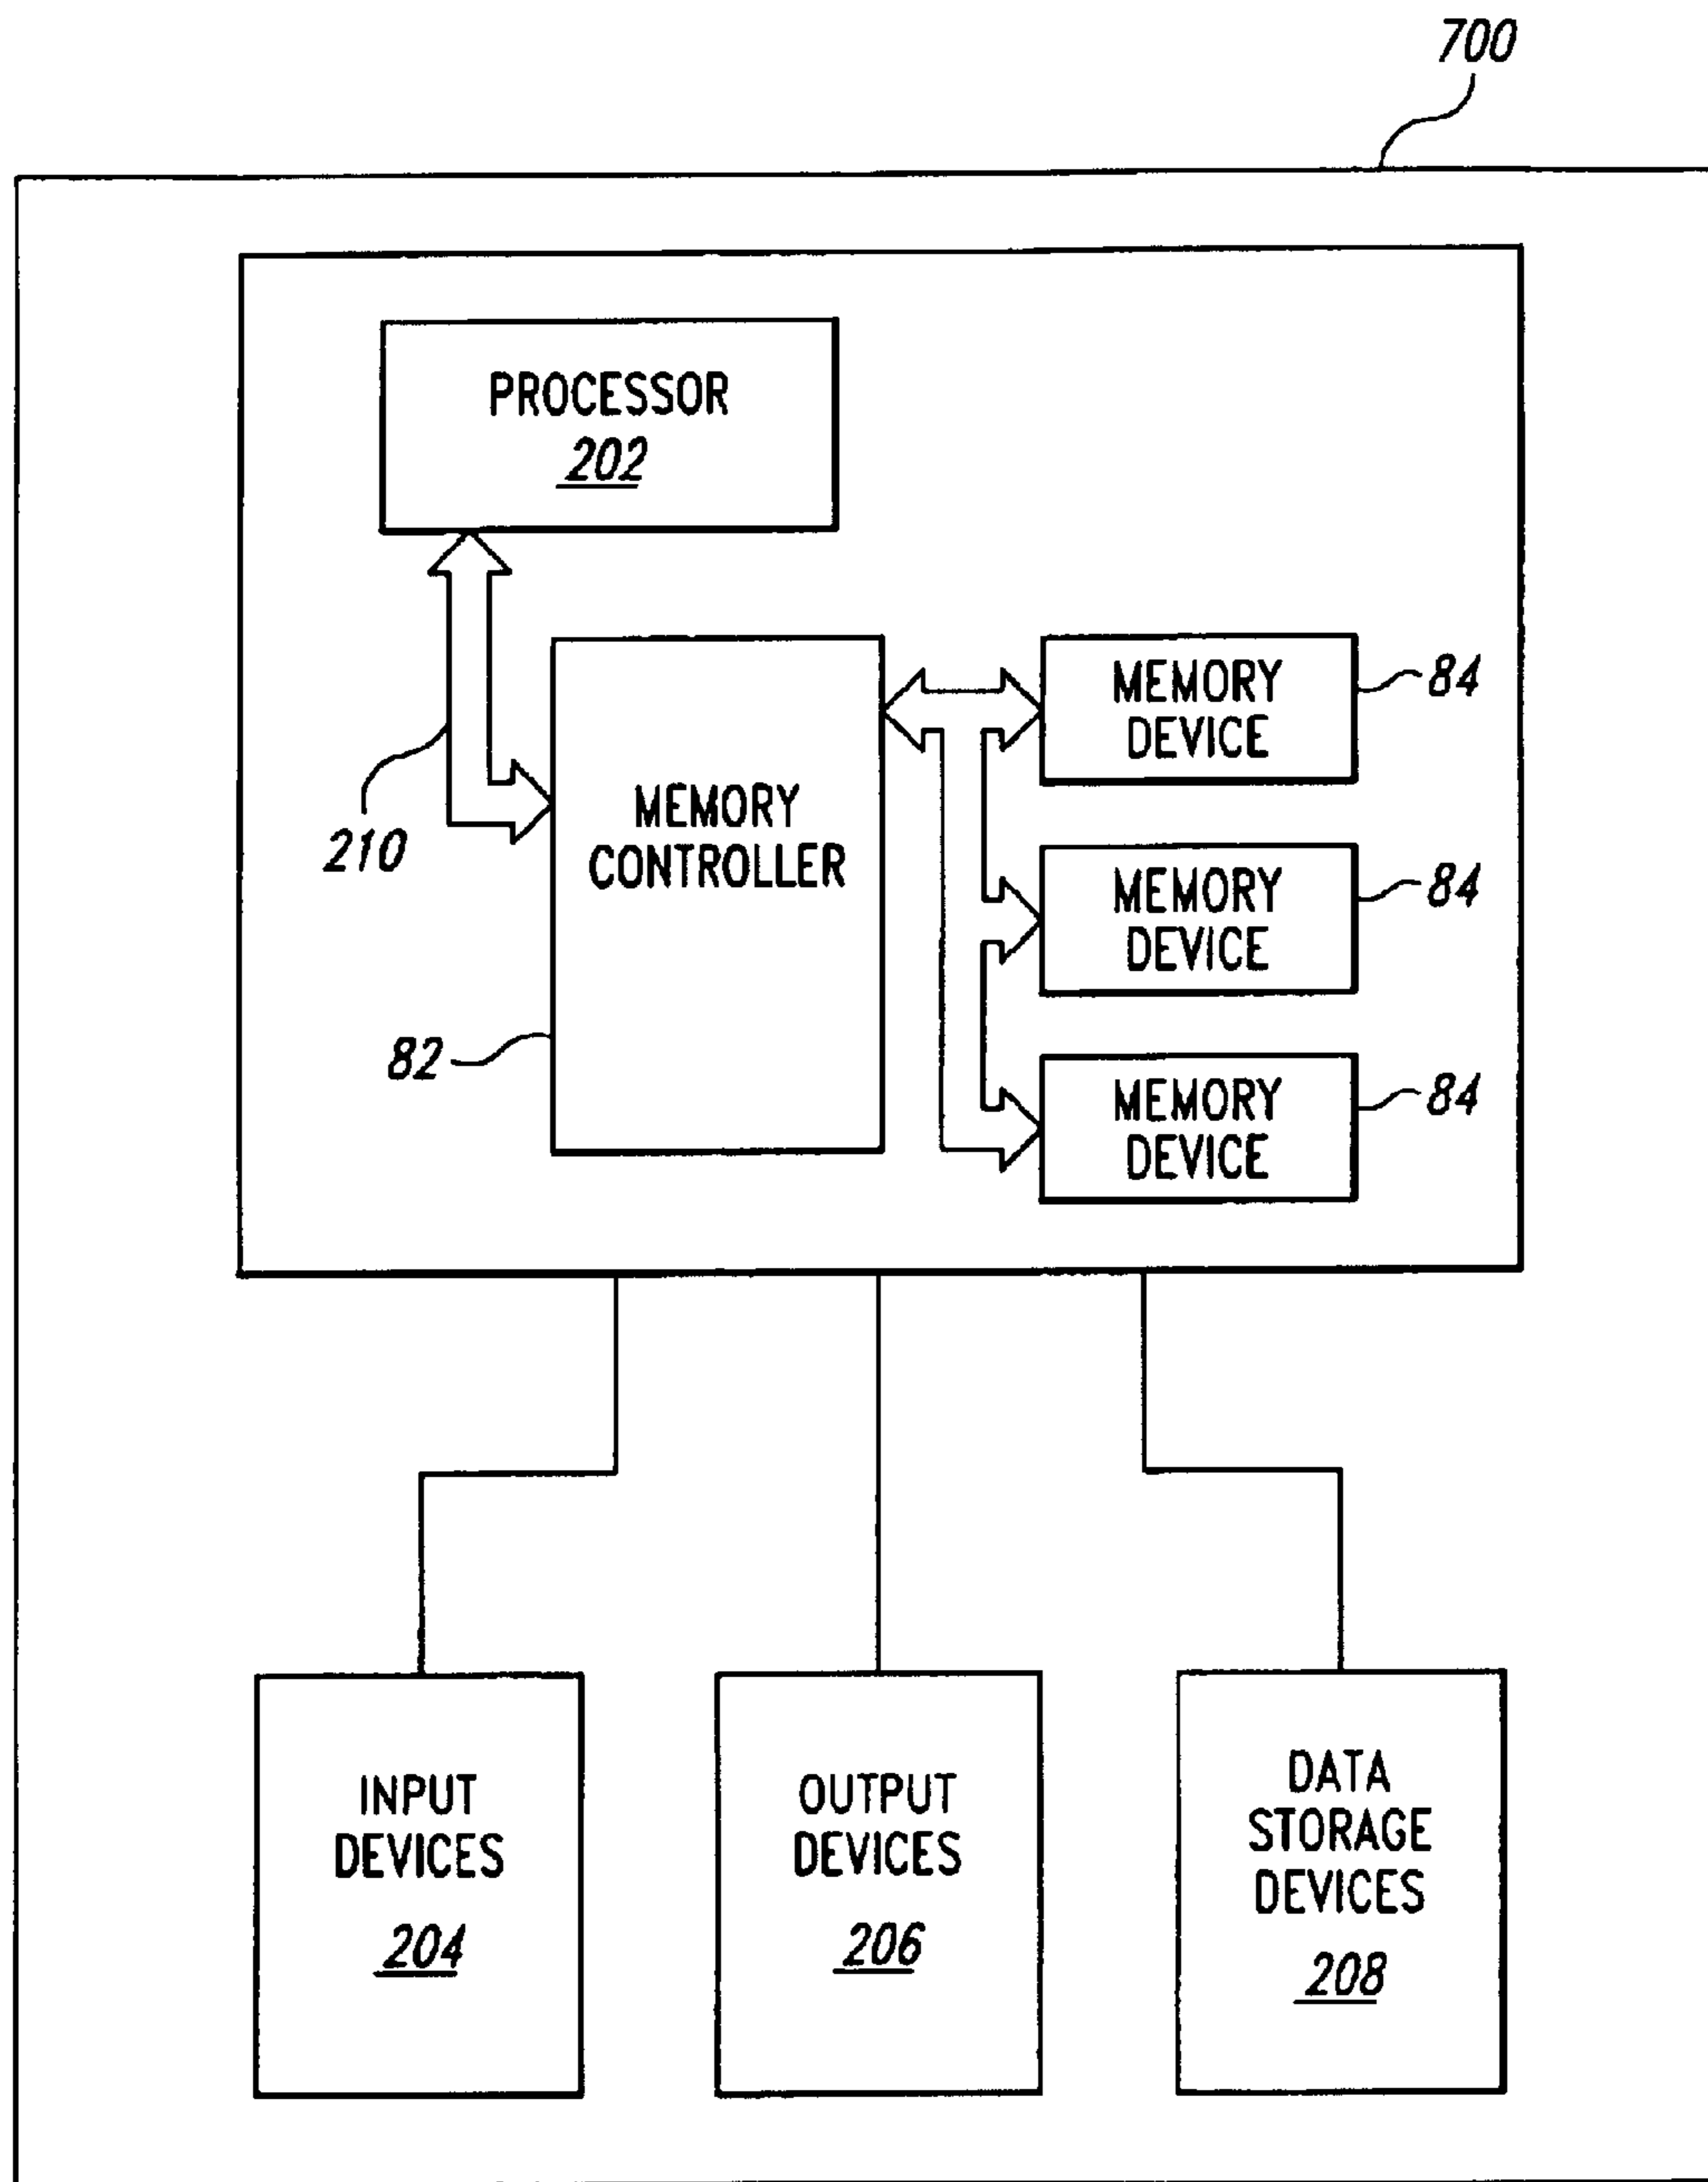 700
PROCESSOR
202
210
MEMORY
CONTROLLER
82
MEMORY
DEVICE
84
MEMORY
DEVICE
84
MEMORY
DEVICE
84
INPUT
DEVICES
204
OUTPUT
DEVICES
206
DATA
STORAGE
DEVICES
208